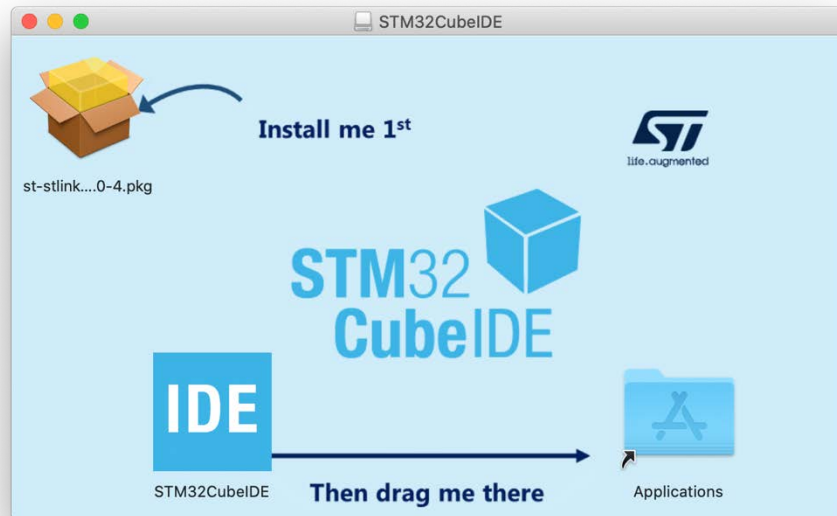 STM32CubeIDE
Install me 1st
ST
life.augmented
st-stlink....0-4.pkg
STM32
CubeIDE
IDE
STM32CubeIDE
Then drag me there
Applications